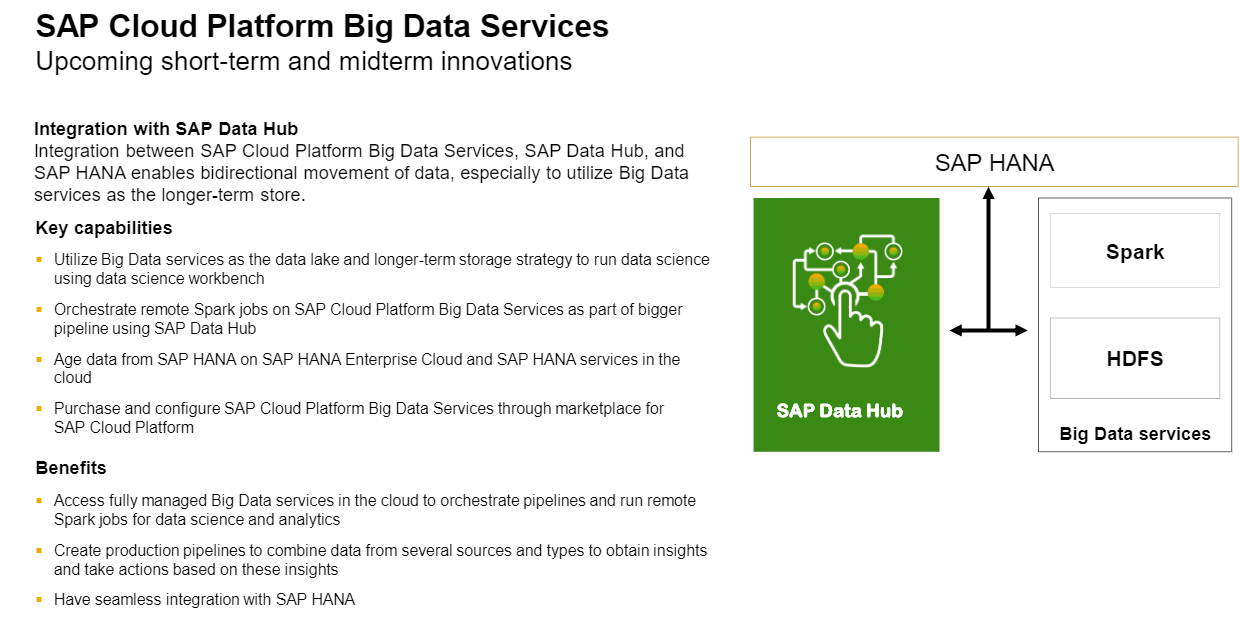 SAP Cloud Platform Big Data Services
Upcoming short-term and midterm innovations
Integration with SAP Data Hub
Integration between SAP Cloud Platform Big Data Services, SAP Data Hub, and
SAP HANA enables bidirectional movement of data, especially to utilize Big Data
services as the longer-term store.
Key capabilities
Utilize Big Data services as the data lake and longer-term storage strategy to run data science
using data science workbench
Orchestrate remote Spark jobs on SAP Cloud Platform Big Data Services as part of bigger
pipeline using SAP Data Hub
Age data from SAP HANA on SAP HANA Enterprise Cloud and SAP HANA services in the
cloud
Purchase and configure SAP Cloud Platform Big Data Services through marketplace for
SAP Cloud Platform
Benefits
Access fully managed Big Data services in the cloud to orchestrate pipelines and run remote
Spark jobs for data science and analytics
Create production pipelines to combine data from several sources and types to obtain insights
and take actions based on these insights
Have seamless integration with SAP HANA
SAP HANA
SAP Data Hub
Spark
HDFS
Big Data services